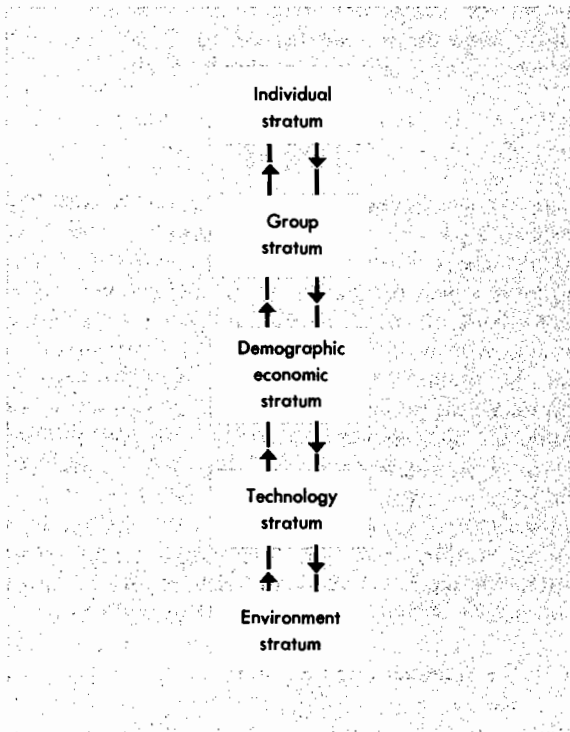 Individual
stratum
Group
stratum
Demographic
economic
stratum
Technology
stratum
Environment
stratum